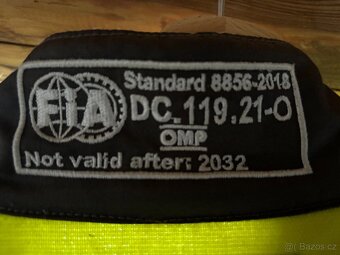 Standard 8856-2018
FIA
DC.119.21-O
OMP
Not valid after: 2032
© Bazos.cz